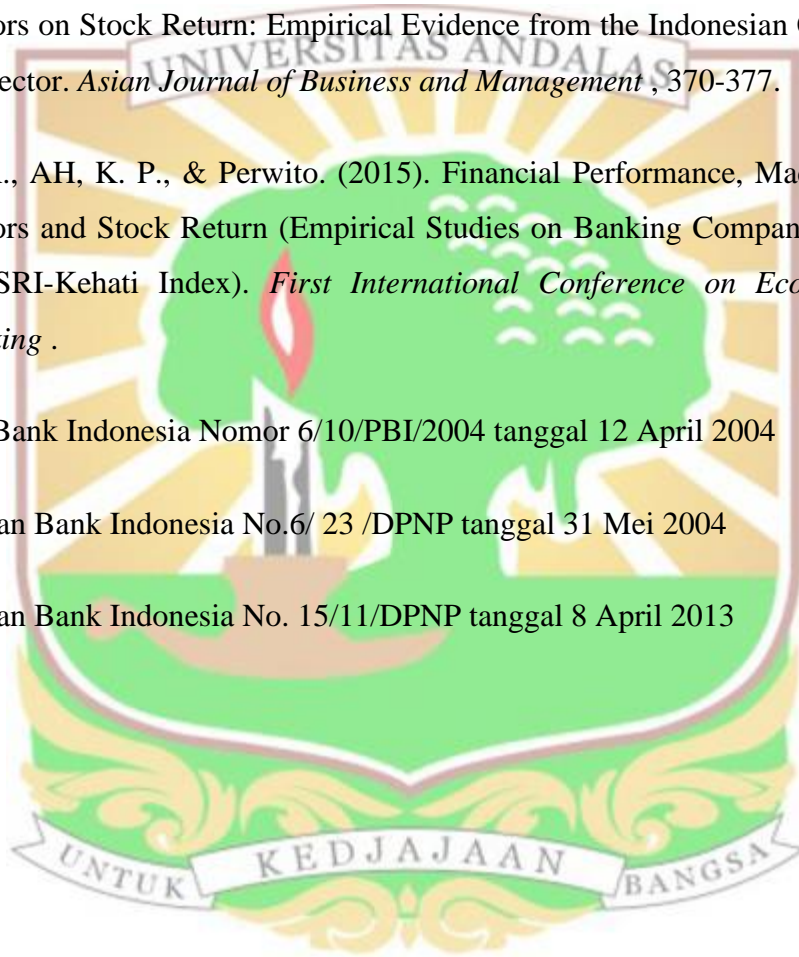 ors on Stock Return: Empirical Evidence from the Indonesian
UNIVERSITAS ANDALAS
ector. Asian Journal of Business and Management , 370-377.
., AH, K. P., & Perwito. (2015). Financial Performance, Mac
ors and Stock Return (Empirical Studies on Banking Compan
SRI-Kehati Index). First International Conference on Eco
ing .
Bank Indonesia Nomor 6/10/PBI/2004 tanggal 12 April 2004
an Bank Indonesia No.6/ 23 /DPNP tanggal 31 Mei 2004
an Bank Indonesia No. 15/11/DPNP tanggal 8 April 2013
UNTUK KEDJAJAAN BANGSA